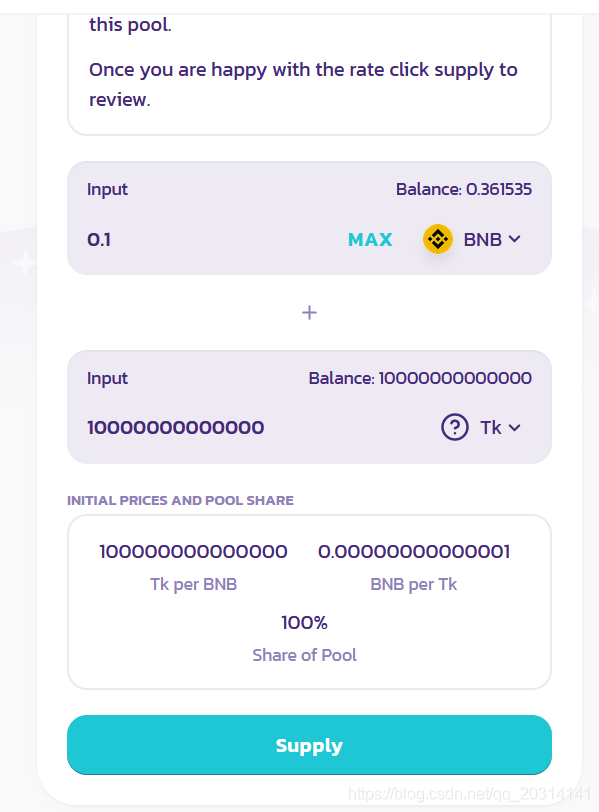 this pool.
Once you are happy with the rate click supply to
review.
Input Balance: 0.361535
0.1 MAX BNB
+
Input Balance: 10000000000000
10000000000000 Tk
INITIAL PRICES AND POOL SHARE
100000000000000 0.00000000000001
Tk per BNB BNB per Tk
100%
Share of Pool
Supply
https://blog.csdn.net/qq_20314141